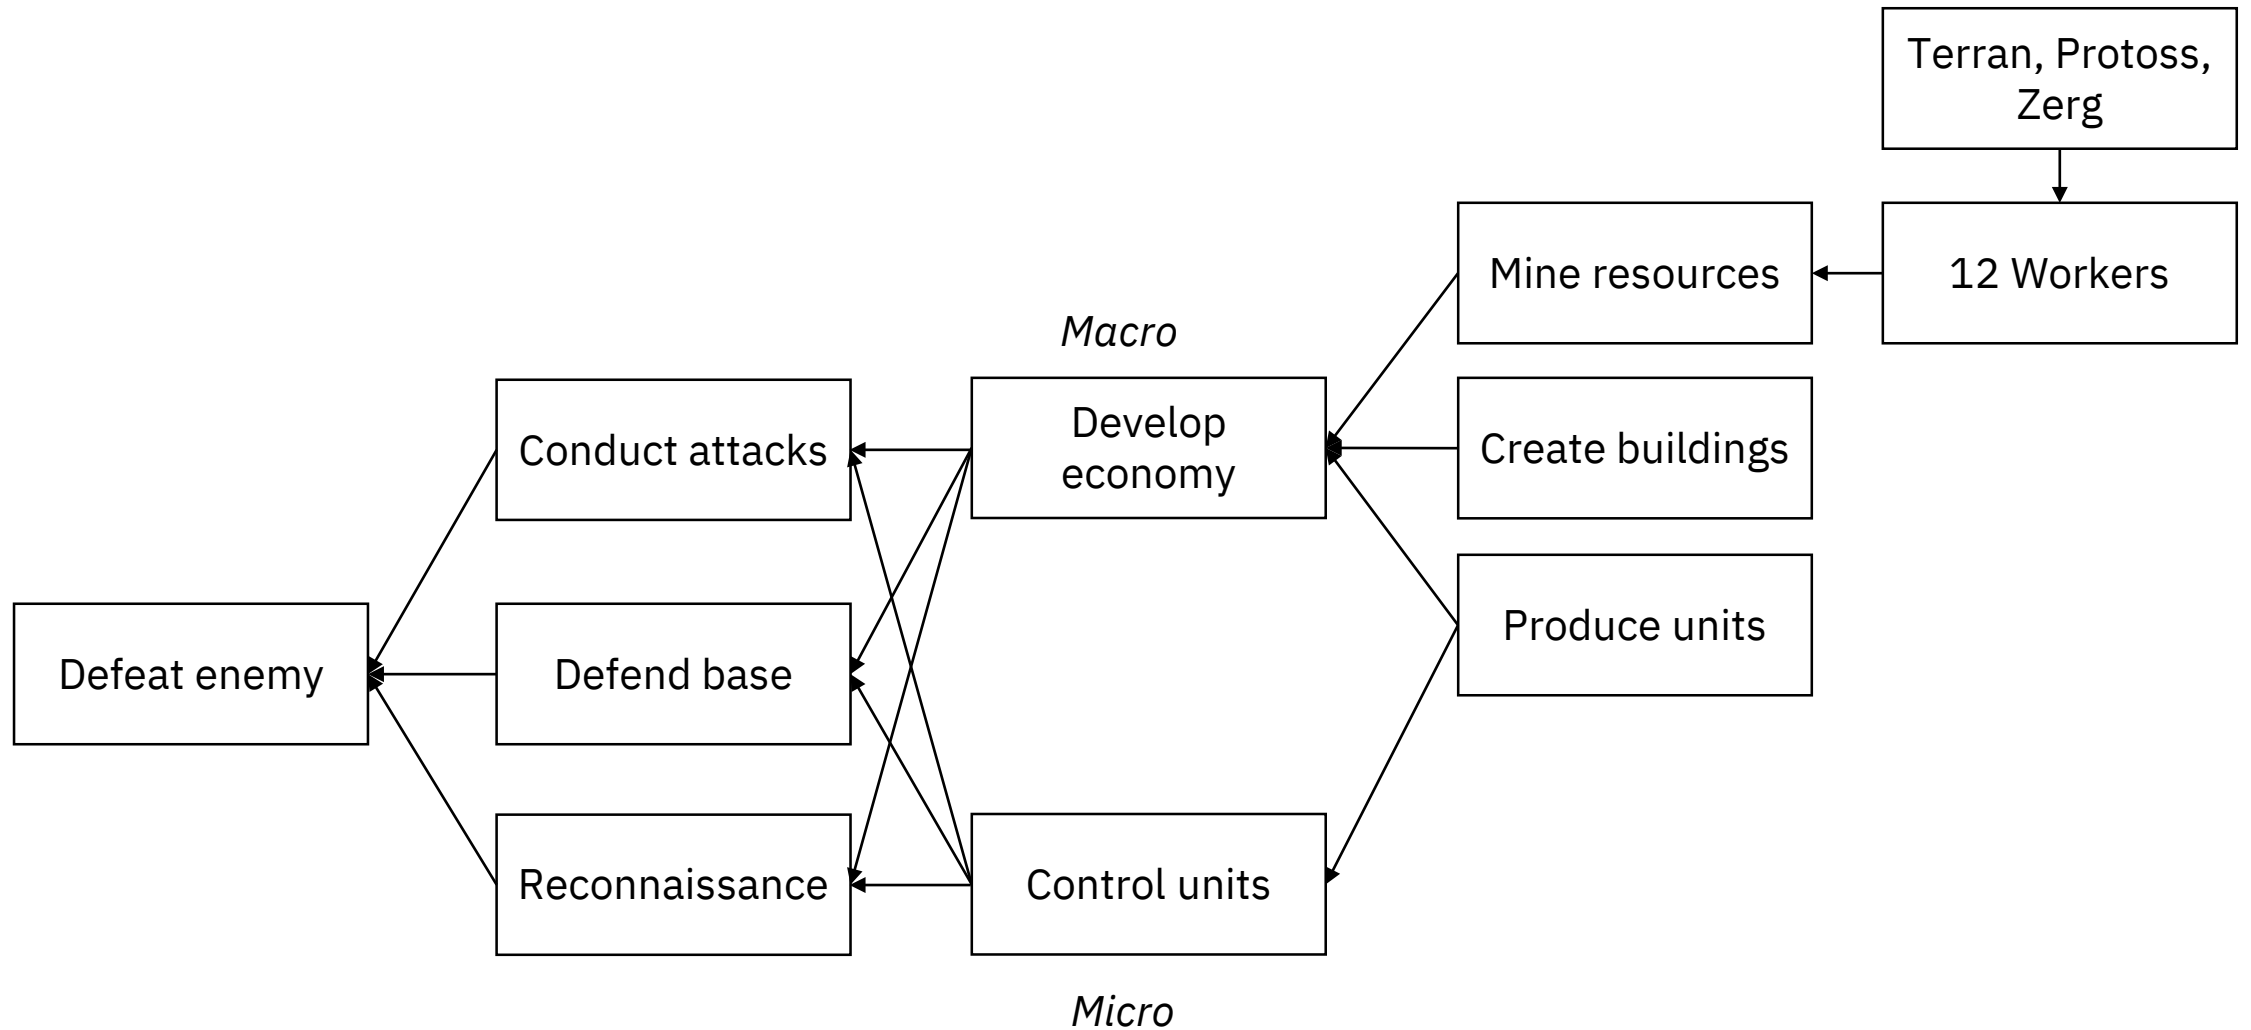 Terran, Protoss,
Zerg
Mine resources
12 Workers
Macro
Conduct attacks
Develop
economy
Create buildings
Defeat enemy
Defend base
Produce units
Reconnaissance
Control units
Micro